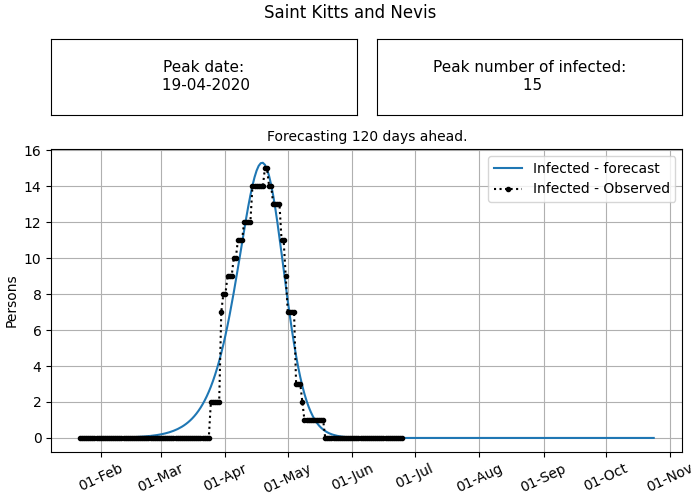 Saint Kitts and Nevis
Peak date:
19-04-2020
Peak number of infected:
15
Forecasting 120 days ahead.
Infected - forecast
Infected - Observed
Persons
16
14
12
10
8
6
4
2
0
01-Feb
01-Mar
01-Apr
01-May
01-Jun
01-Jul
01-Aug
01-Sep
01-Oct
01-Nov